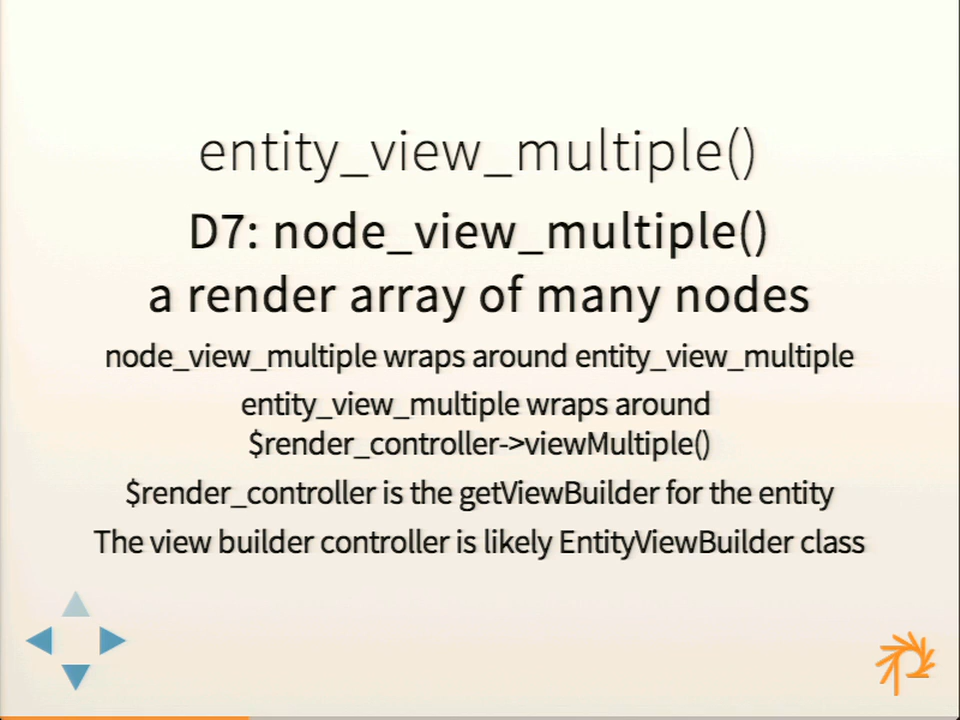 entity_view_multiple()
D7: node_view_multiple()
a render array of many nodes
node_view_multiple wraps around entity_view_multiple
entity_view_multiple wraps around
$render_controller->viewMultiple()
$render_controller is the getViewBuilder for the entity
The view builder controller is likely EntityViewBuilder class